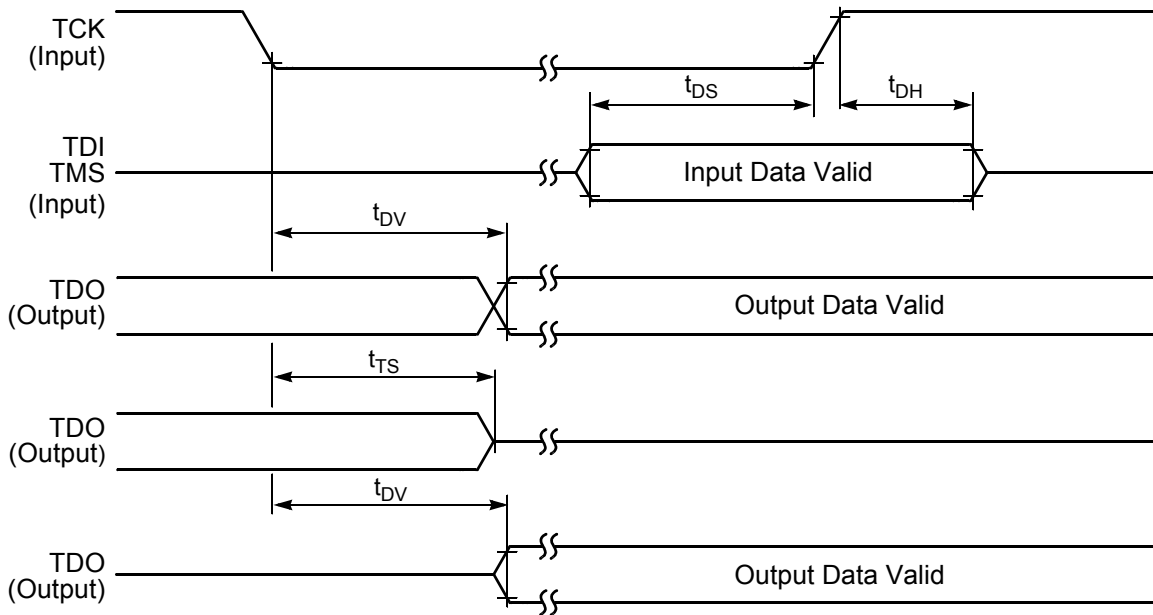 TCK
(Input)
tDS
tDH
TDI
TMS
(Input)
Input Data Valid
tDV
TDO
(Output)
Output Data Valid
tTS
TDO
(Output)
tDV
TDO
(Output)
Output Data Valid